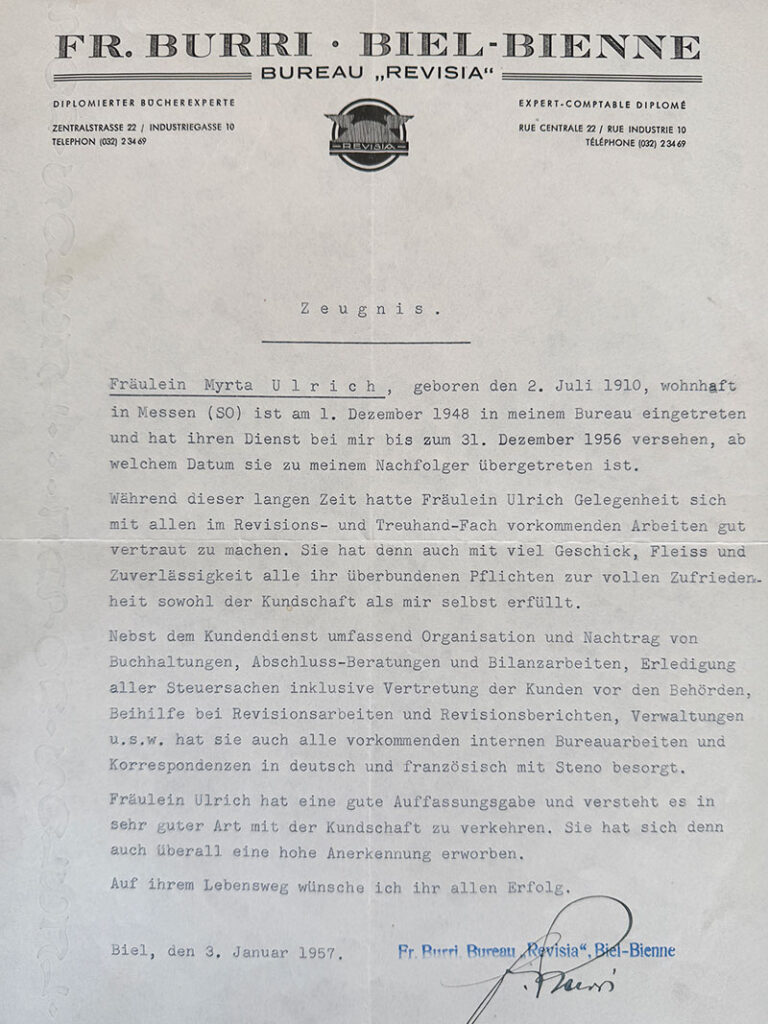 FR. BURRI · BIEL-BIENNE
BUREAU „REVISIA“
DIPLOMIERTER BÜCHEREXPERTE
ZENTRALSTRASSE 22 / INDUSTRIEGASSE 10
TELEPHON (032) 2 34 69
REVISIA
EXPERT-COMPTABLE DIPLOMÉ
RUE CENTRALE 22 / RUE INDUSTRIE 10
TÉLÉPHONE (032) 2 34 69
Zeugnis.
Fräulein Myrta Ulrich, geboren den 2. Juli 1910, wohnhaft
in Messen (SO) ist am 1. Dezember 1948 in meinem Bureau eingetreten
und hat ihren Dienst bei mir bis zum 31. Dezember 1956 versehen, ab
welchem Datum sie zu meinem Nachfolger übergetreten ist.
Während dieser langen Zeit hatte Fräulein Ulrich Gelegenheit sich
mit allen im Revisions- und Treuhand-Fach vorkommenden Arbeiten gut
vertraut zu machen. Sie hat denn auch mit viel Geschick, Fleiss und
Zuverlässigkeit alle ihr überbundenen Pflichten zur vollen Zufrieden-
heit sowohl der Kundschaft als mir selbst erfüllt.
Nebst dem Kundendienst umfassend Organisation und Nachtrag von
Buchhaltungen, Abschluss-Beratungen und Bilanzarbeiten, Erledigung
aller Steuersachen inklusive Vertretung der Kunden vor den Behörden,
Beihilfe bei Revisionsarbeiten und Revisionsberichten, Verwaltungen
u.s.w. hat sie auch alle vorkommenden internen Bureauarbeiten und
Korrespondenzen in deutsch und französisch mit Steno besorgt.
Fräulein Ulrich hat eine gute Auffassungsgabe und versteht es in
sehr guter Art mit der Kundschaft zu verkehren. Sie hat sich denn
auch überall eine hohe Anerkennung erworben.
Auf ihrem Lebensweg wünsche ich ihr allen Erfolg.
Biel, den 3. Januar 1957.
Fr. Burri, Bureau „Revisia“, Biel-Bienne
F. Burri